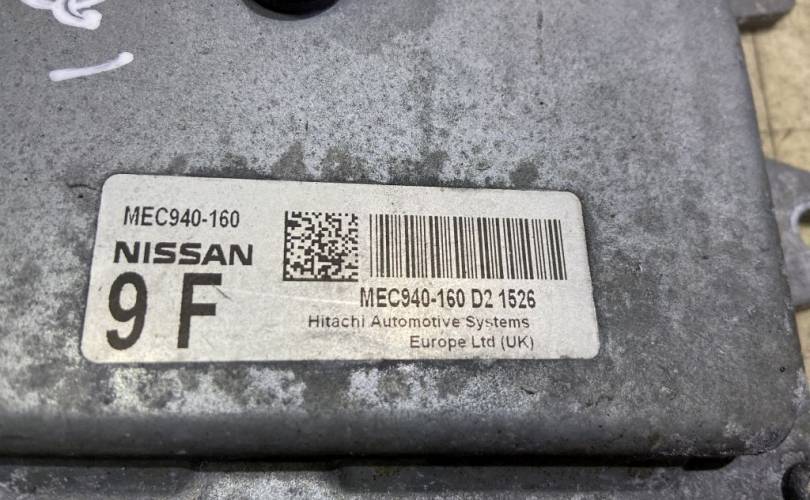 MEC940-160
NISSAN
9 F
MEC940-160 D2 1526
Hitachi Automotive Systems
Europe Ltd (UK)